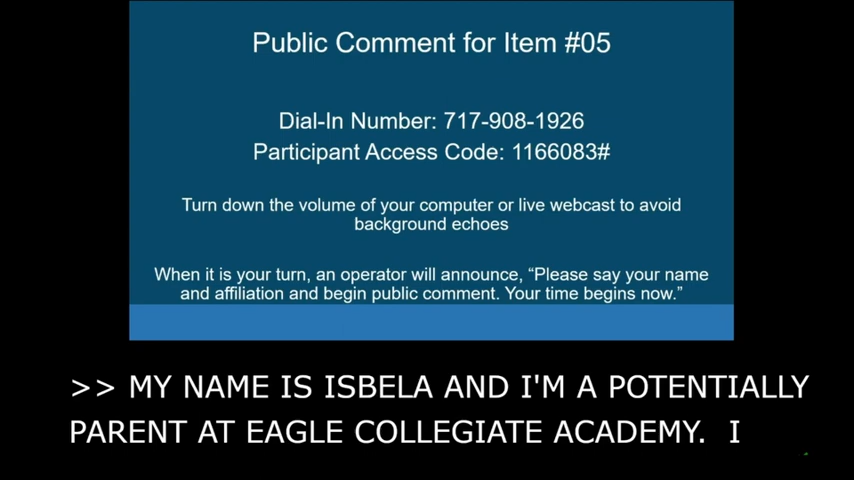 Public Comment for Item #05
Dial-In Number: 717-908-1926
Participant Access Code: 1166083#
Turn down the volume of your computer or live webcast to avoid
background echoes
When it is your turn, an operator will announce, “Please say your name
and affiliation and begin public comment. Your time begins now.”
>> MY NAME IS ISBELA AND I'M A POTENTIALLY
PARENT AT EAGLE COLLEGIATE ACADEMY.  I